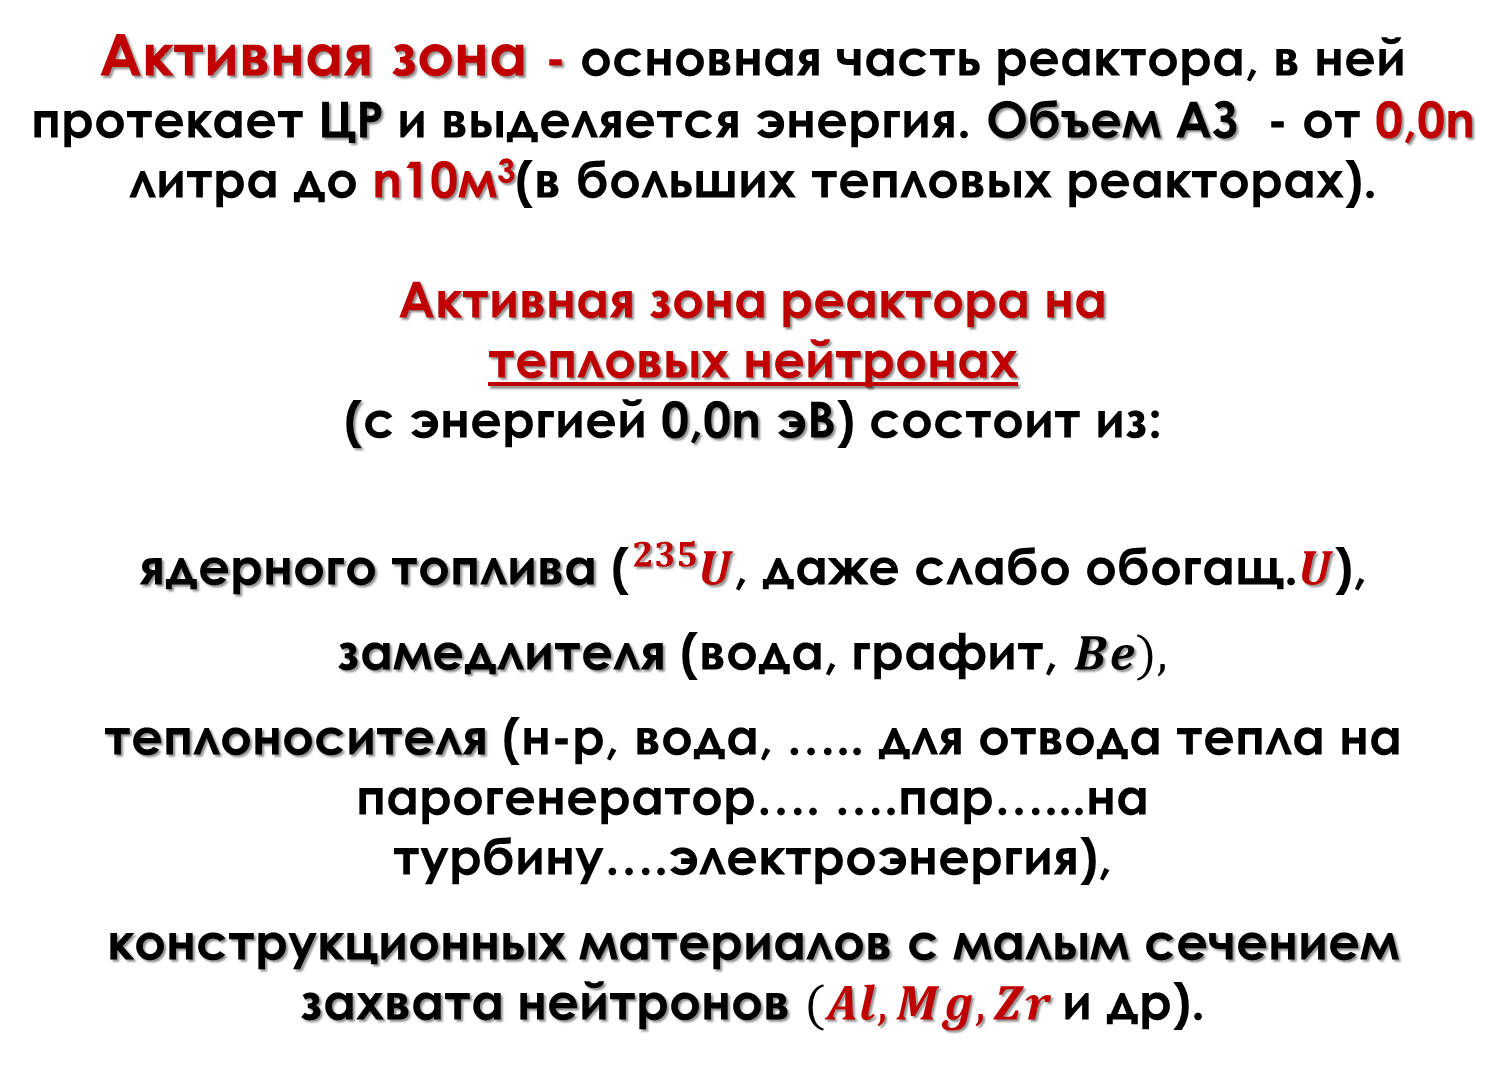 Активная зона - основная часть реактора, в ней
протекает ЦР и выделяется энергия. Объем АЗ - от 0,0n
литра до n10м³(в больших тепловых реакторах).
Активная зона реактора на
тепловых нейтронах
(с энергией 0,0n эВ) состоит из:
ядерного топлива (²³⁵U, даже слабо обогащ.U),
замедлителя (вода, графит, Be),
теплоносителя (н-р, вода, ….. для отвода тепла на
парогенератор…. ….пар…...на
турбину….электроэнергия),
конструкционных материалов с малым сечением
захвата нейтронов (Al, Mg, Zr и др).